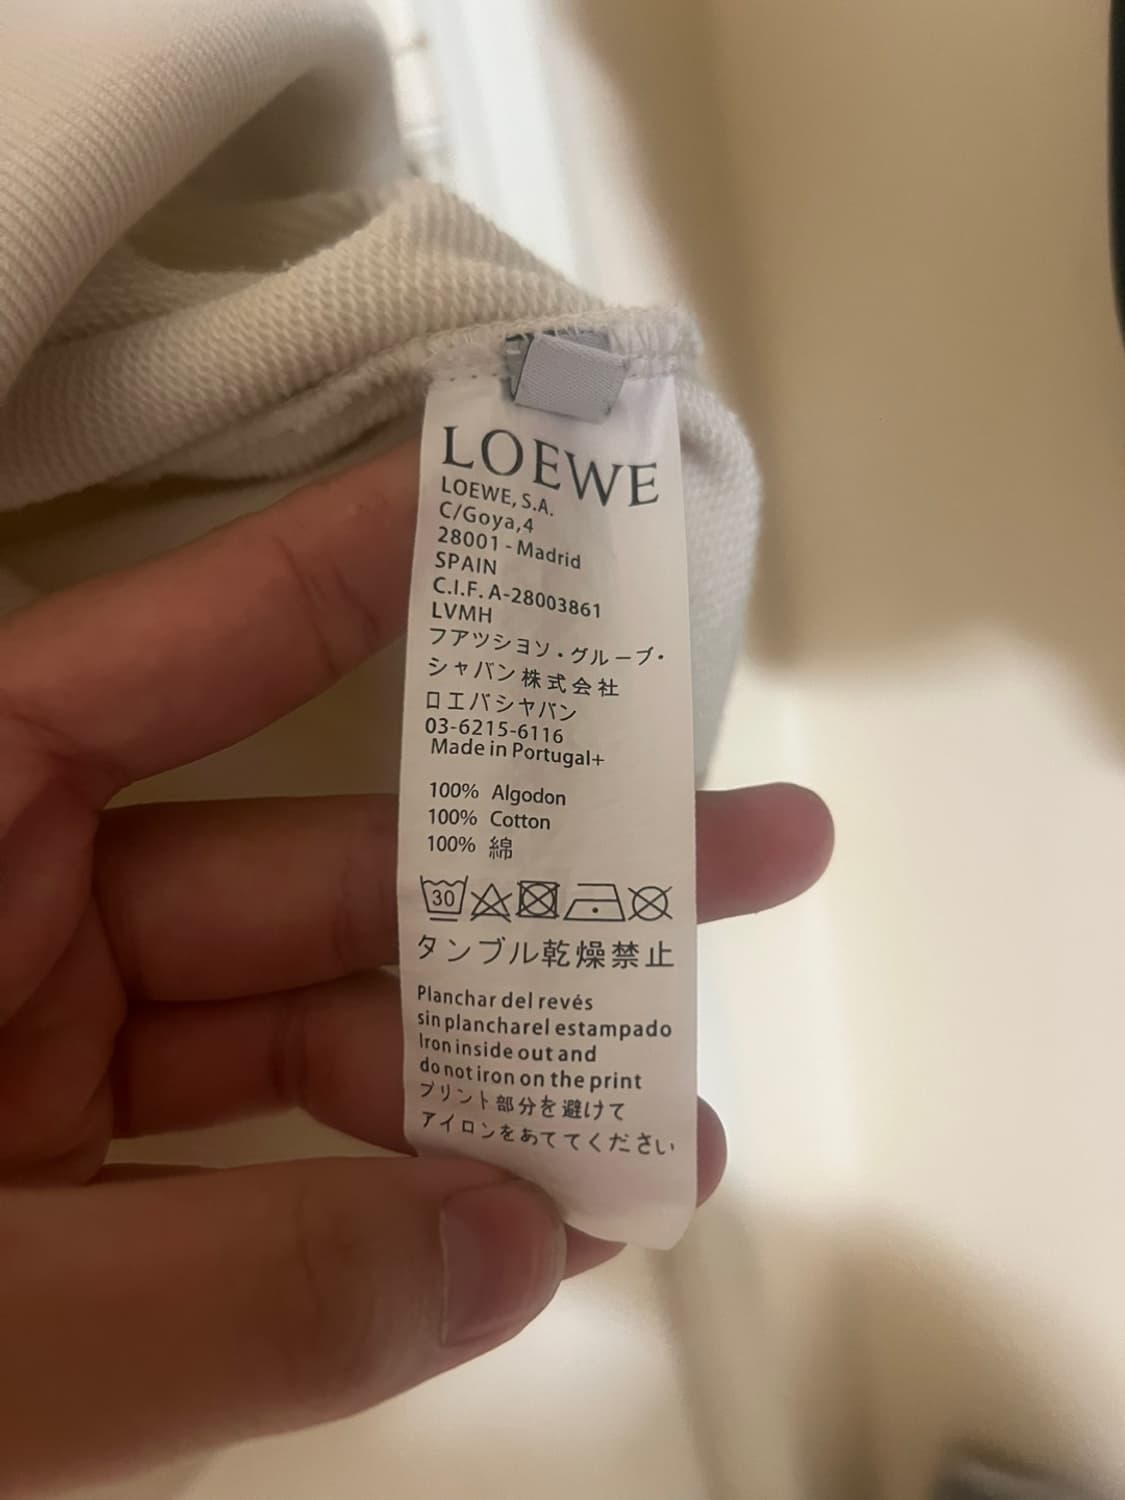 LOEWE
LOEWE, S.A.
C/Goya,4
28001 - Madrid
SPAIN
C.I.F. A-28003861
LVMH
フアツシヨソ・グループ・
シャバン株式会社
ロエバシヤバン
03-6215-6116
Made in Portugal+
100% Algodon
100% Cotton
100% 綿
30
タンブル乾燥禁止
Planchar del revés
sin plancharel estampado
Iron inside out and
do not iron on the print
プリント部分を避けて
アイロンをあててください